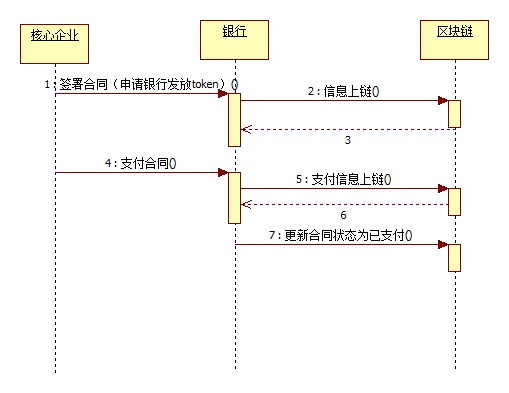 核心企业
银行
区块链
1 : 签署合同（申请银行发放token）()
2 : 信息上链()
3
4 : 支付合同()
5 : 支付信息上链()
6
7 : 更新合同状态为已支付()